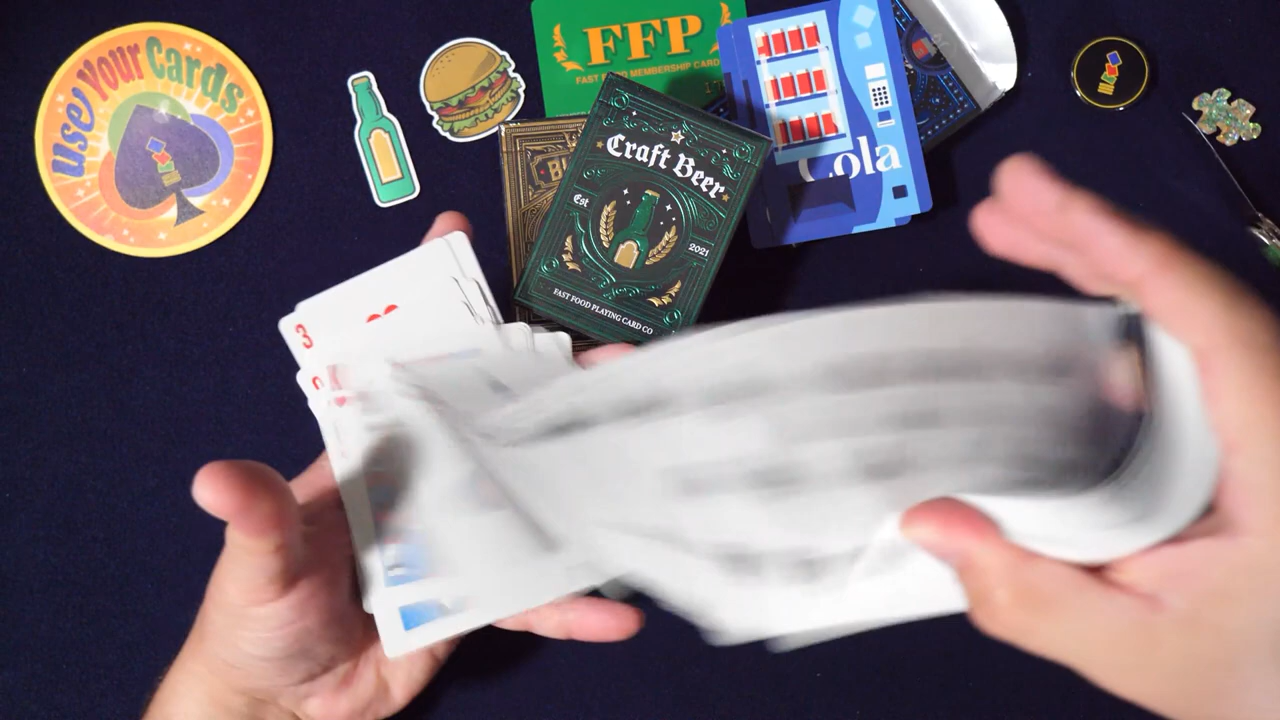 Use Your Cards
FFP
FAST FOOD MEMBERSHIP CARD
Craft Beer
Est
2021
FAST FOOD PLAYING CARD CO
Cola
3